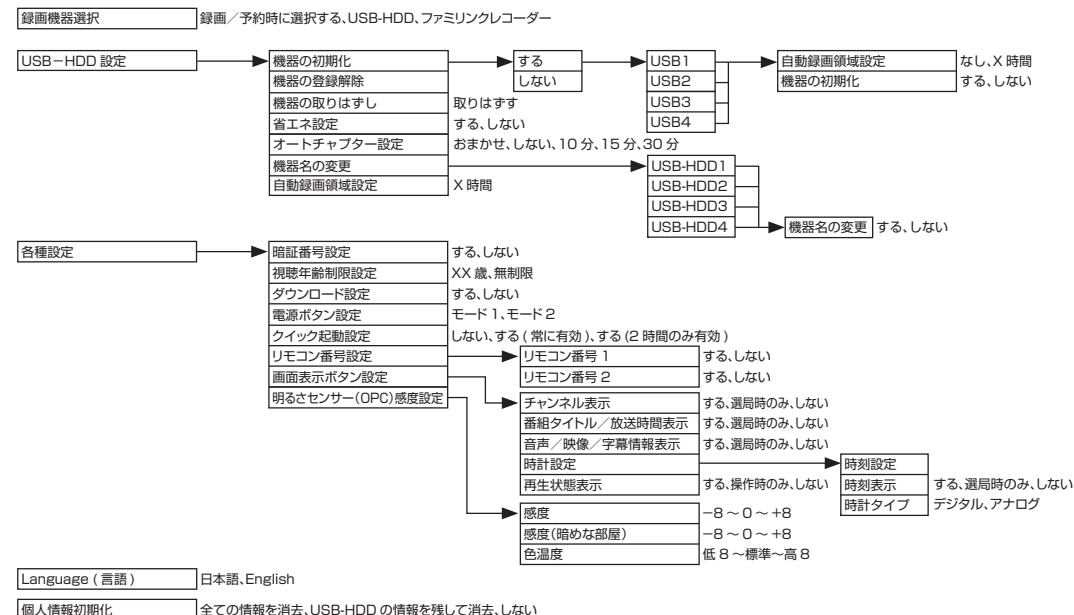 録画機器選択 録画／予約時に選択する、USB-HDD、ファミリンクレコーダー
USB－HDD 設定 機器の初期化 する USB1 自動録画領域設定 なし、X 時間
機器の登録解除 しない USB2 機器の初期化 する、しない
機器の取りはずし 取りはずす USB3
省エネ設定 する、しない USB4
オートチャプター設定 おまかせ、しない、10 分、15 分、30 分
機器名の変更 USB-HDD1
自動録画領域設定 X 時間 USB-HDD2
USB-HDD3
USB-HDD4 機器名の変更 する、しない
各種設定 暗証番号設定 する、しない
視聴年齢制限設定 XX 歳、無制限
ダウンロード設定 する、しない
電源ボタン設定 モード 1、モード 2
クイック起動設定 しない、する ( 常に有効 )、する (2 時間のみ有効 )
リモコン番号設定 リモコン番号 1 する、しない
画面表示ボタン設定 リモコン番号 2 する、しない
明るさセンサー（OPC）感度設定 チャンネル表示 する、選局時のみ、しない
番組タイトル／放送時間表示 する、選局時のみ、しない
音声／映像／字幕情報表示 する、選局時のみ、しない
時計設定 時刻設定
再生状態表示 する、操作時のみ、しない 時刻表示 する、選局時のみ、しない
時計タイプ デジタル、アナログ
感度 －8 ～ 0 ～ +8
感度（暗めな部屋） －8 ～ 0 ～ +8
色温度 低 8 ～標準～高 8
Language ( 言語 ) 日本語、English
個人情報初期化 全ての情報を消去、USB-HDD の情報を残して消去、しない